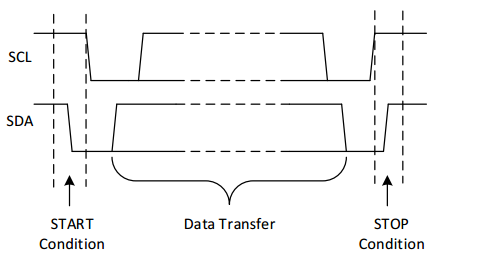 SCL
SDA
START
Condition
Data Transfer
STOP
Condition